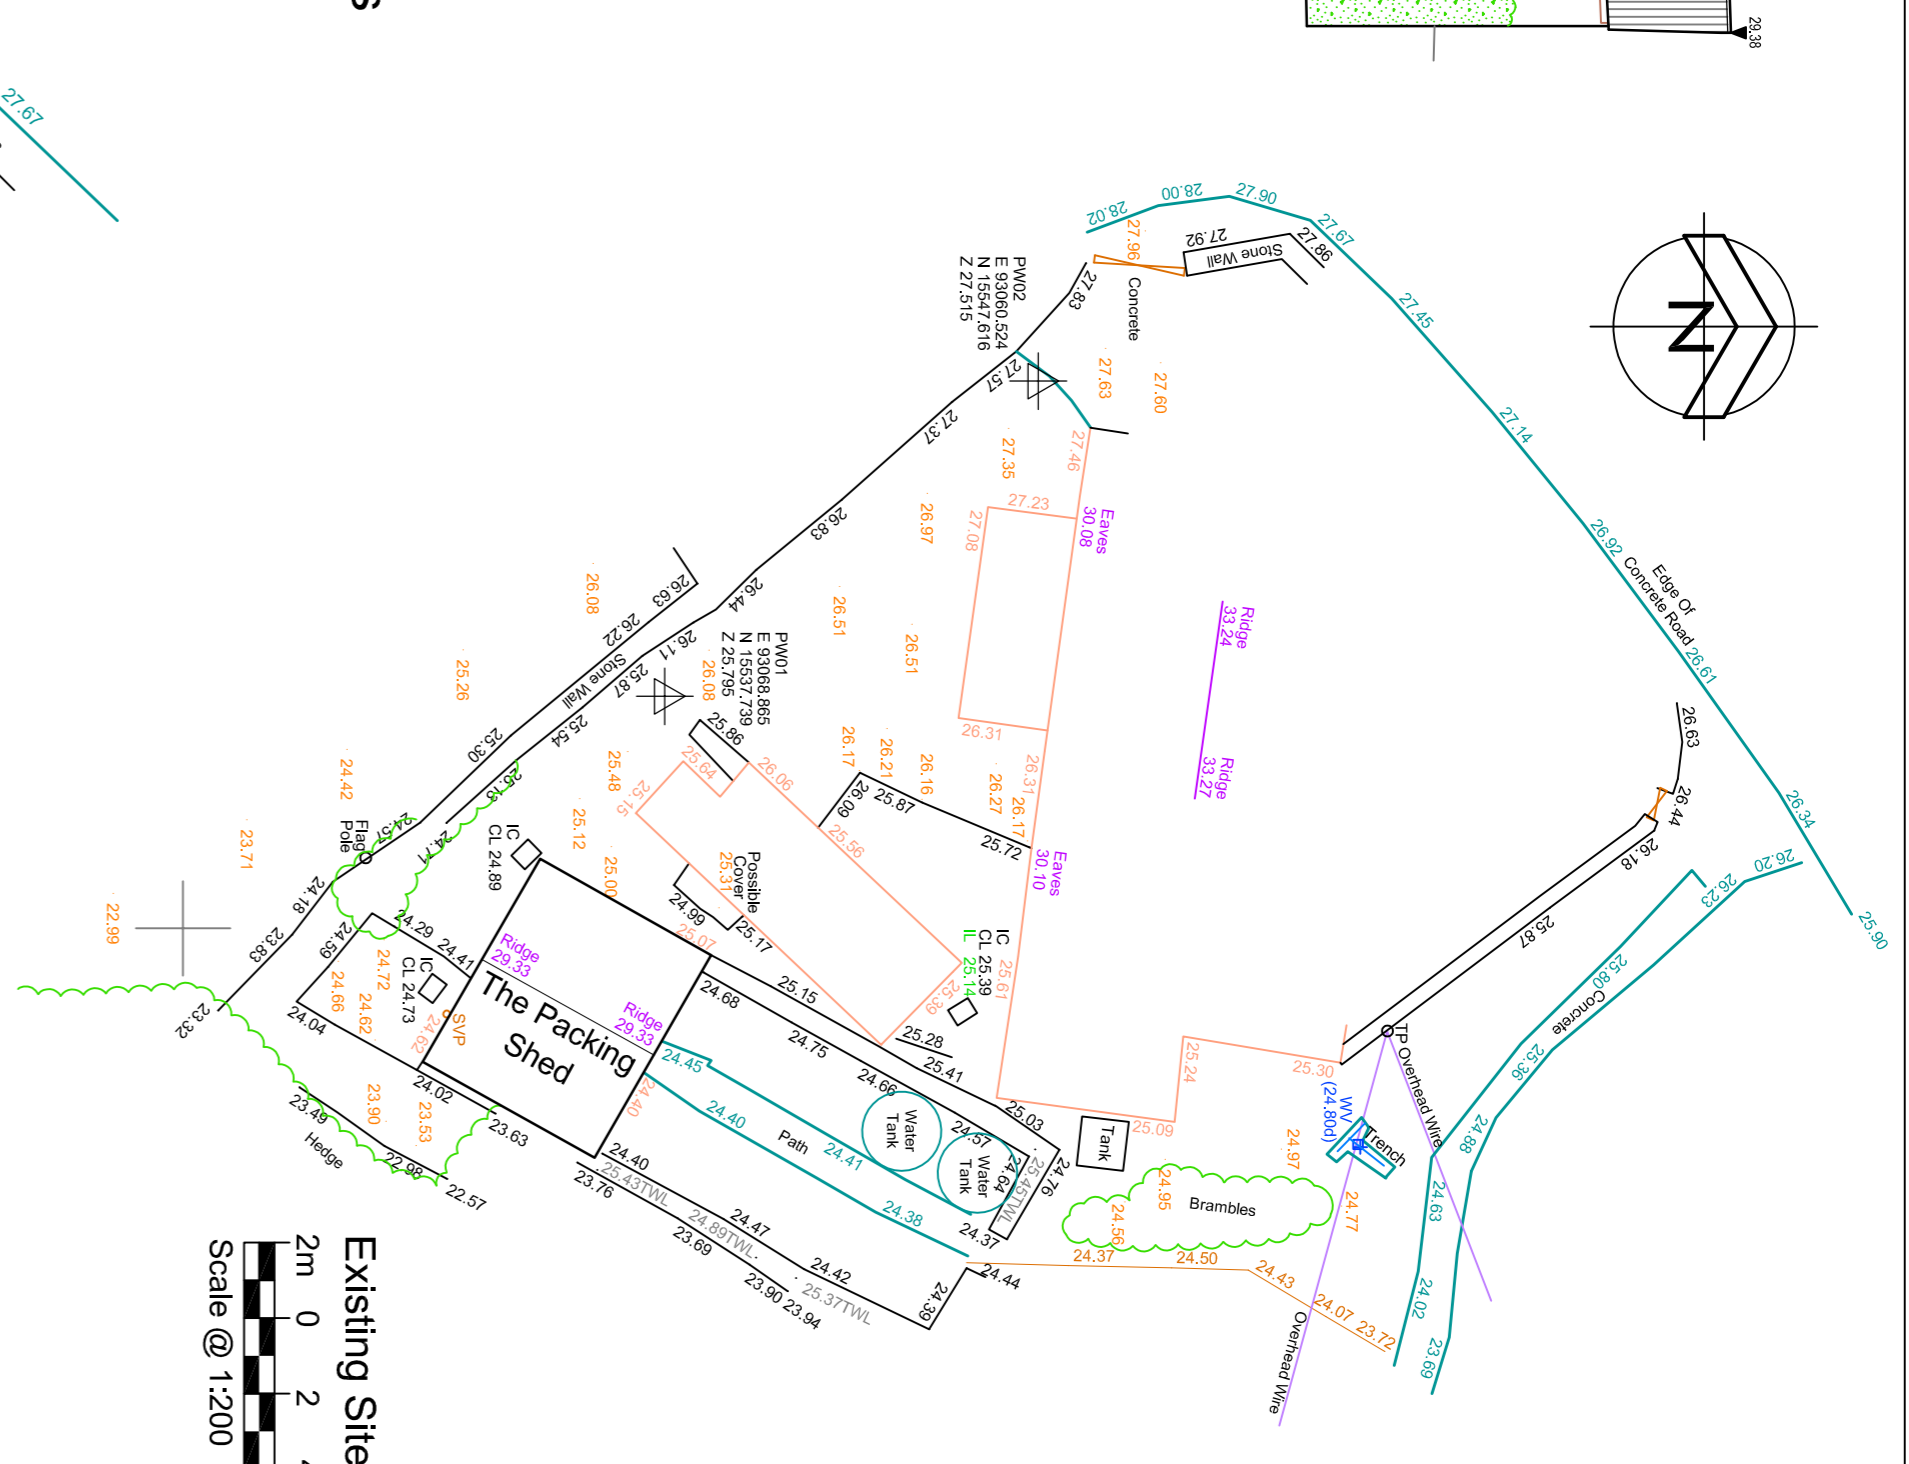 29.38
27.67
28.02
28.00
27.90
27.67
27.96
27.92
Stone Wall
27.86
27.83
Concrete
27.45
N
PW02
E 93060.524
N 15547.616
Z 27.515
27.57
27.63
27.60
27.37
27.35
27.46
27.14
27.23
27.08
26.97
26.83
Eaves
30.08
26.92
Edge Of
Concrete Road
26.61
26.63
26.08
26.44
26.22
26.11
26.51
26.51
Ridge
33.24
Ridge
33.27
Stone Wall
25.87
26.08
PW01
E 93068.865
N 15537.739
Z 25.795
25.26
25.54
25.30
25.86
26.31
26.31
26.17
26.21
26.16
26.27
26.17
26.63
26.44
26.34
26.18
26.20
26.23
25.90
24.42
25.18
25.48
25.64
25.15
26.06
26.09
25.87
25.56
25.72
Eaves
30.10
23.71
Flag
Pole
24.57
24.71
IC
CL 24.89
25.12
25.00
Possible
Cover
25.31
24.99
25.17
25.07
22.99
24.18
23.83
24.59
24.29
24.41
24.72
24.66
24.62
IC
CL 24.73
SVP
24.62
Ridge
29.33
Ridge
29.33
The Packing
Shed
24.68
25.15
24.75
25.39
IC
CL 25.39
IL 25.14
25.61
25.28
25.41
25.87
25.80
Concrete
25.36
23.32
24.04
24.02
23.90
23.53
23.49
Hedge
22.98
23.63
22.57
24.45
24.40
24.40
24.66
Water
Tank
24.57
Water
Tank
24.64
25.45TWL
24.76
25.03
Path
24.41
24.38
24.37
Tank
25.09
25.24
25.30
TP
Overhead Wire
WV
(24.80d)
Trench
24.88
24.97
24.95
24.56
Brambles
24.77
24.63
24.40
25.43TWL
23.76
24.47
24.89TWL
23.69
24.42
23.90
23.94
25.37TWL
24.39
24.44
24.37
24.50
24.43
24.07
23.72
24.02
23.69
Overhead Wire
Existing Site
2m 0 2
Scale @ 1:200